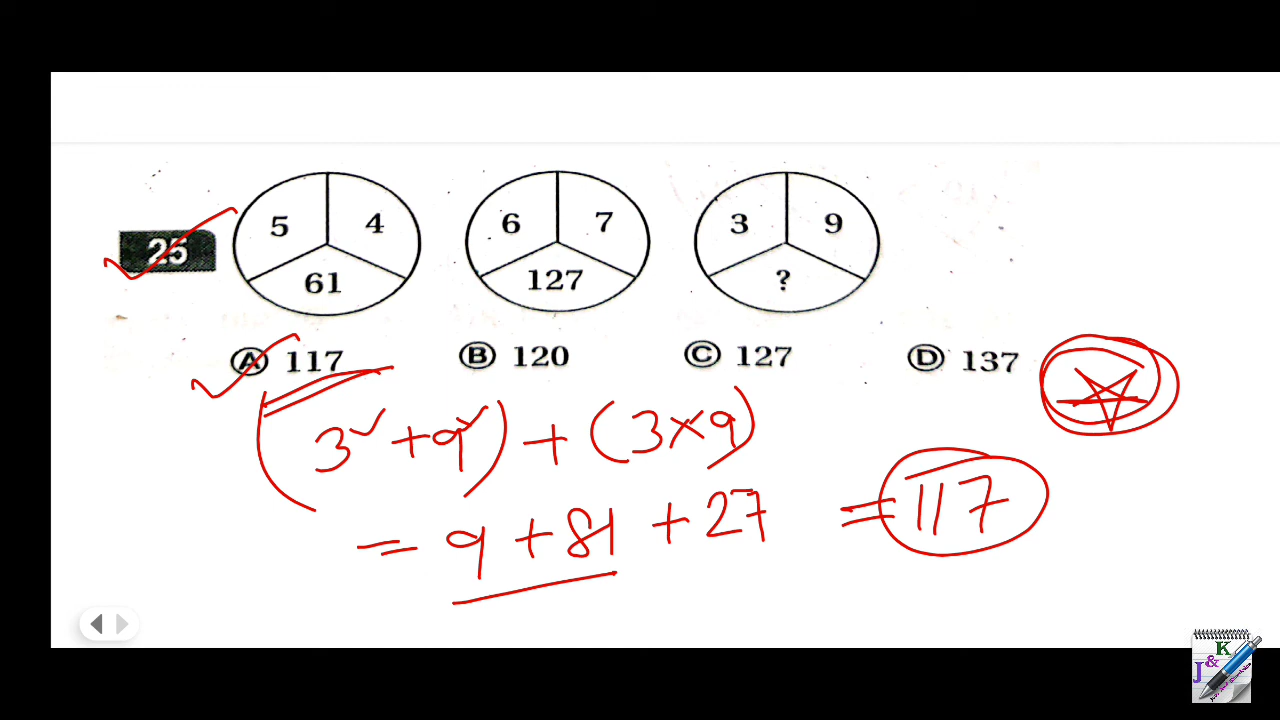 25
5 4 61
6 7 127
3 9 ?
Ⓐ 117 Ⓑ 120 Ⓒ 127 Ⓓ 137
(3² + 9²) + (3×9)
= 9 + 81 + 27 = 117
J&K